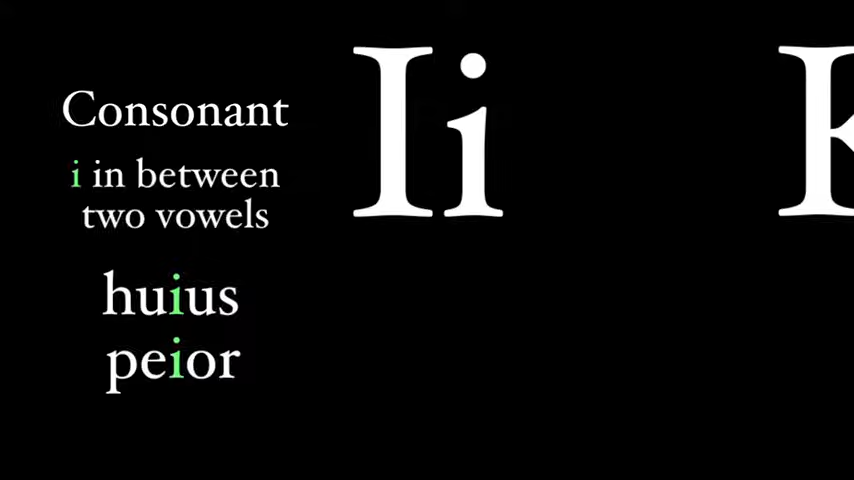 Consonant
i in between
two vowels
huius
peior
Ii
K